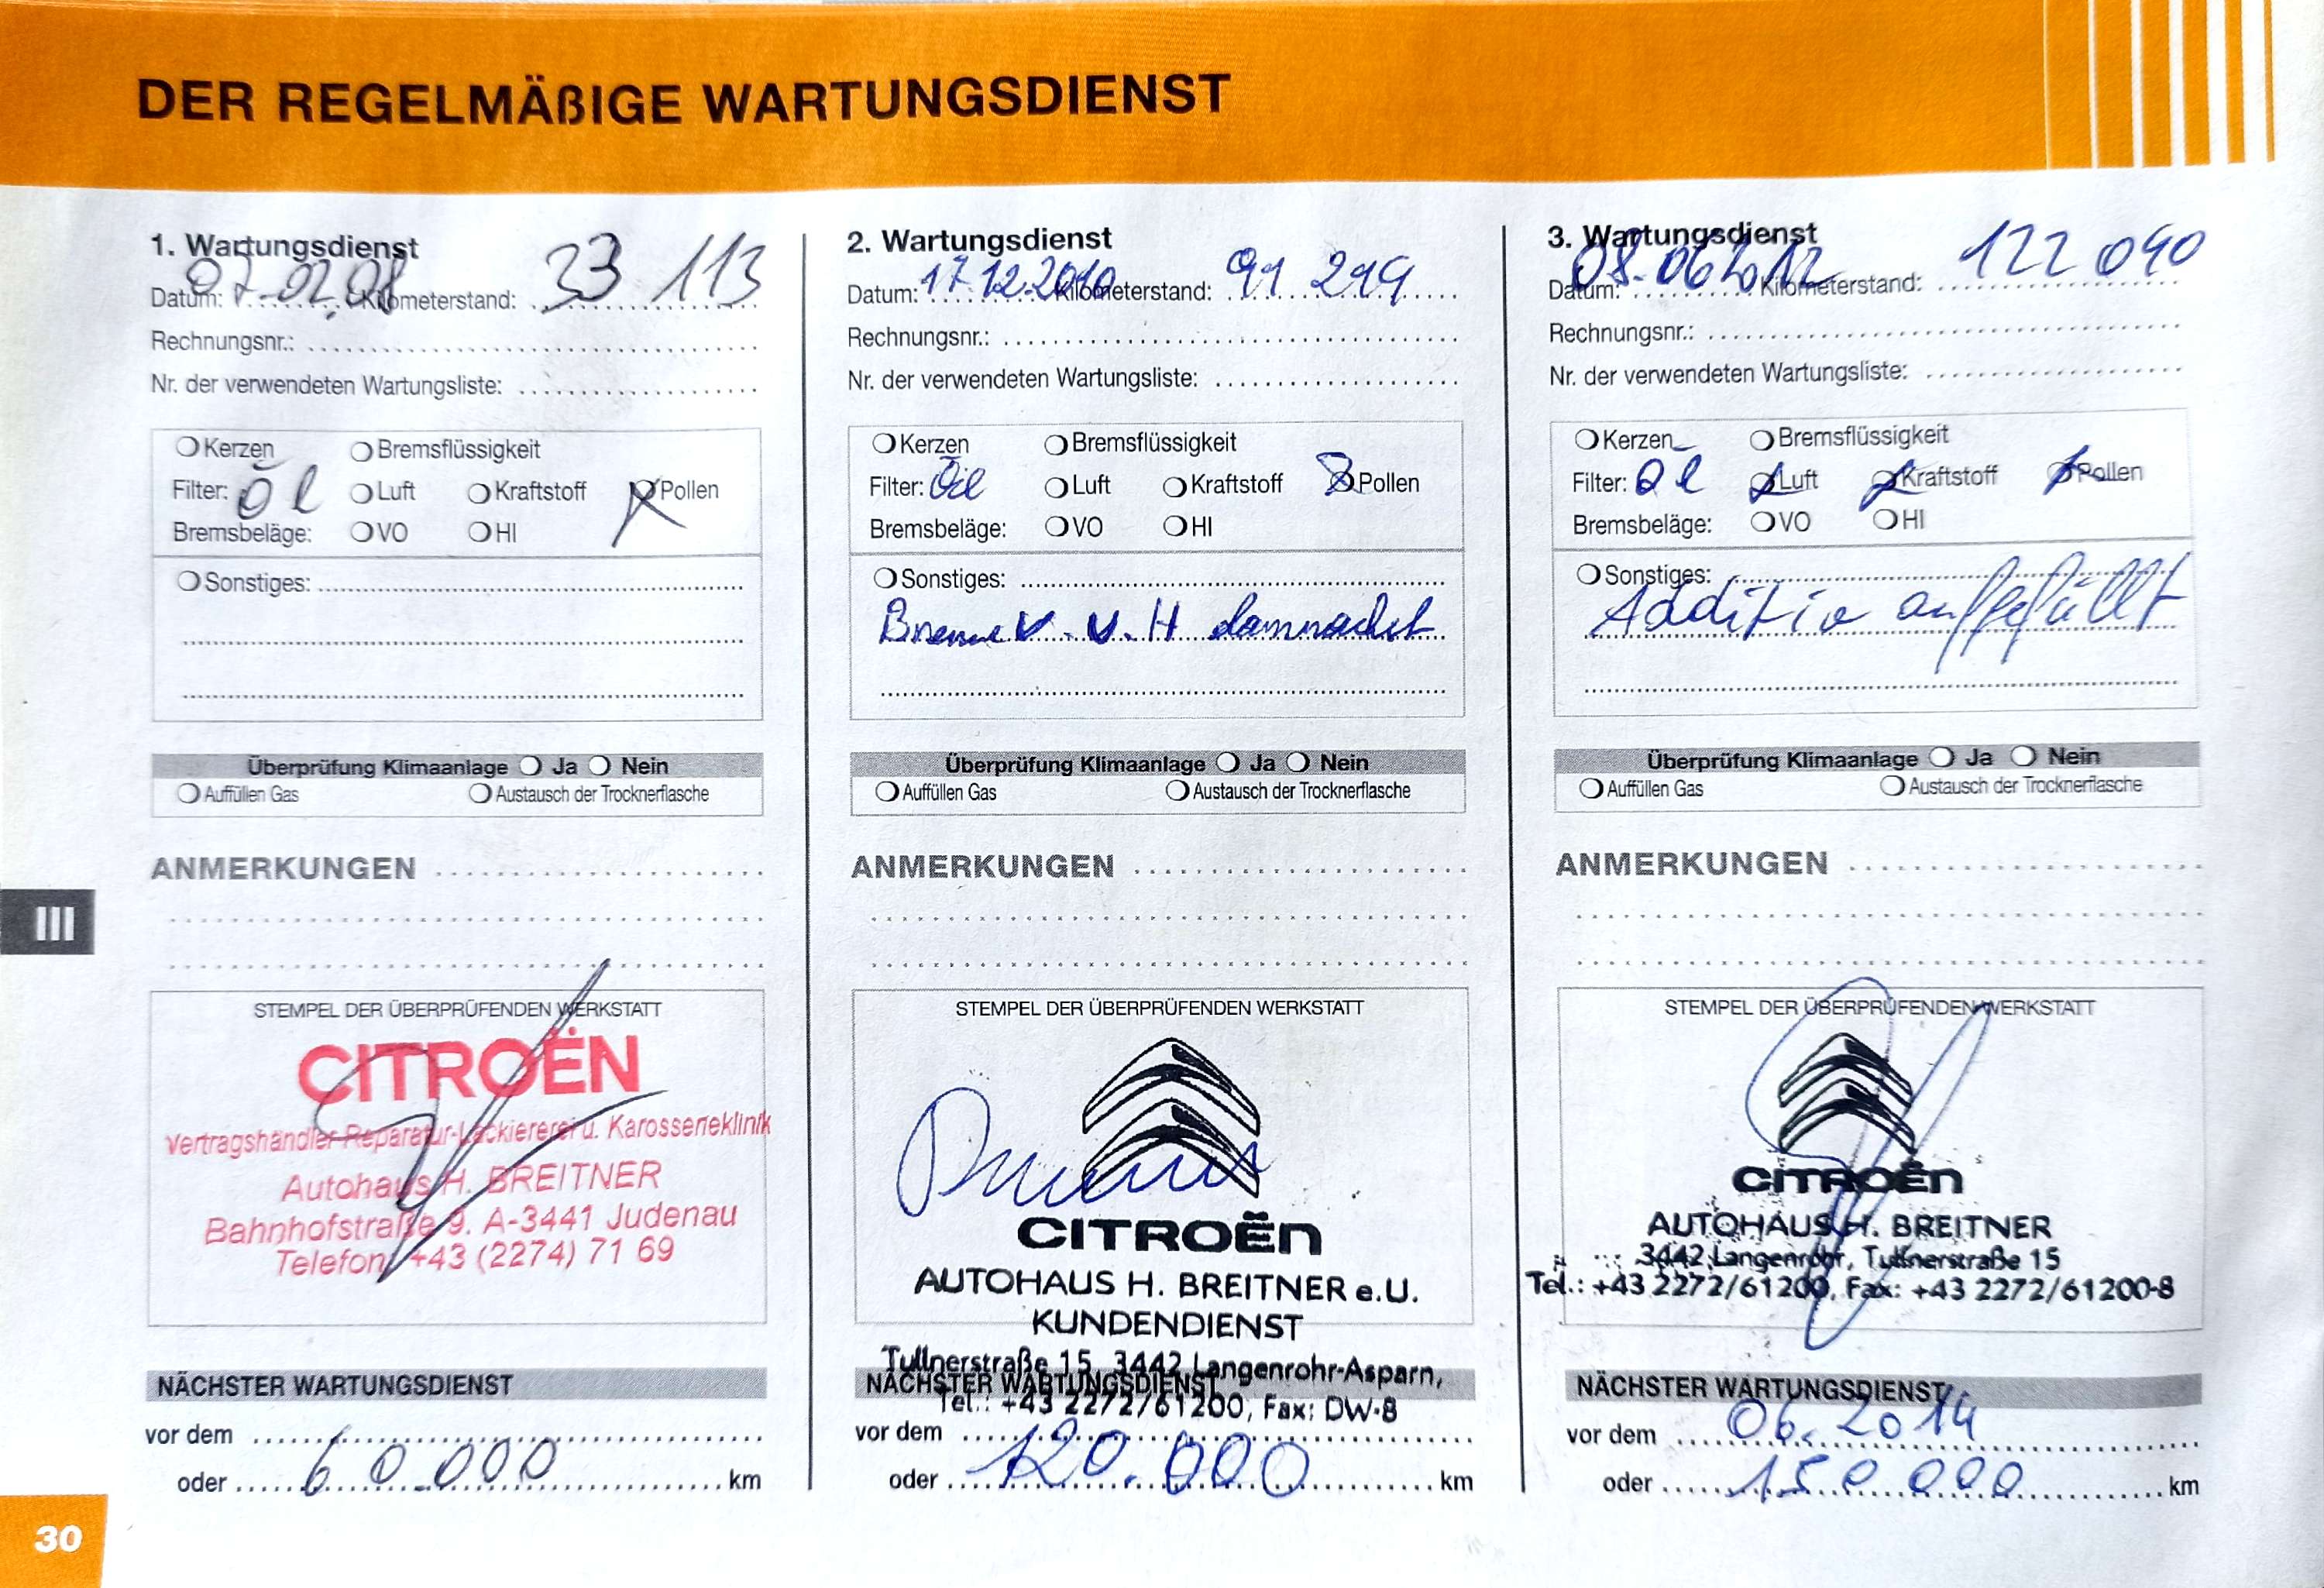 DER REGELMÄßIGE WARTUNGSDIENST
1. Wartungsdienst
Datum: 07.02.08 Kilometerstand: 33 113
Rechnungsnr.:
Nr. der verwendeten Wartungsliste:
Kerzen Bremsflüssigkeit
Filter: Öl Luft Kraftstoff Pollen
Bremsbeläge: VO HI
Sonstiges:
Überprüfung Klimaanlage Ja Nein
Auffüllen Gas Austausch der Trocknerflasche
ANMERKUNGEN
STEMPEL DER ÜBERPRÜFENDEN WERKSTATT
CITROËN
Vertragshändler-Reparatur-Lackiererei u. Karosserieklinik
Autohaus H. BREITNER
Bahnhofstraße 9. A-3441 Judenau
Telefon: +43 (2274) 71 69
NÄCHSTER WARTUNGSDIENST
vor dem
oder 60.000 km
2. Wartungsdienst
Datum: 17.12.2010 Kilometerstand: 91 219
Rechnungsnr.:
Nr. der verwendeten Wartungsliste:
Kerzen Bremsflüssigkeit
Filter: Öil Luft Kraftstoff Pollen
Bremsbeläge: VO HI
Sonstiges:
Bremse V. u. H demnächst
Überprüfung Klimaanlage Ja Nein
Auffüllen Gas Austausch der Trocknerflasche
ANMERKUNGEN
STEMPEL DER ÜBERPRÜFENDEN WERKSTATT
CITROËN
AUTOHAUS H. BREITNER e.U.
KUNDENDIENST
Tullnerstraße 15, 3442 Langenrohr-Asparn,
NÄCHSTER WARTUNGSDIENST
Tel.: +43 2272/61200, Fax: DW-8
vor dem
oder 120.000 km
3. Wartungsdienst
Datum: 08.06.2012 Kilometerstand: 122 090
Rechnungsnr.:
Nr. der verwendeten Wartungsliste:
Kerzen Bremsflüssigkeit
Filter: Öl Luft Kraftstoff Pollen
Bremsbeläge: VO HI
Sonstiges:
Additiv aufgefüllt
Überprüfung Klimaanlage Ja Nein
Auffüllen Gas Austausch der Trocknerflasche
ANMERKUNGEN
STEMPEL DER ÜBERPRÜFENDEN WERKSTATT
CITROËN
AUTOHAUS H. BREITNER
3442 Langenrohr, Tullnerstraße 15
Tel.: +43 2272/61200, Fax: +43 2272/61200-8
NÄCHSTER WARTUNGSDIENST
vor dem 06.2014
oder 150.000 km
III
30